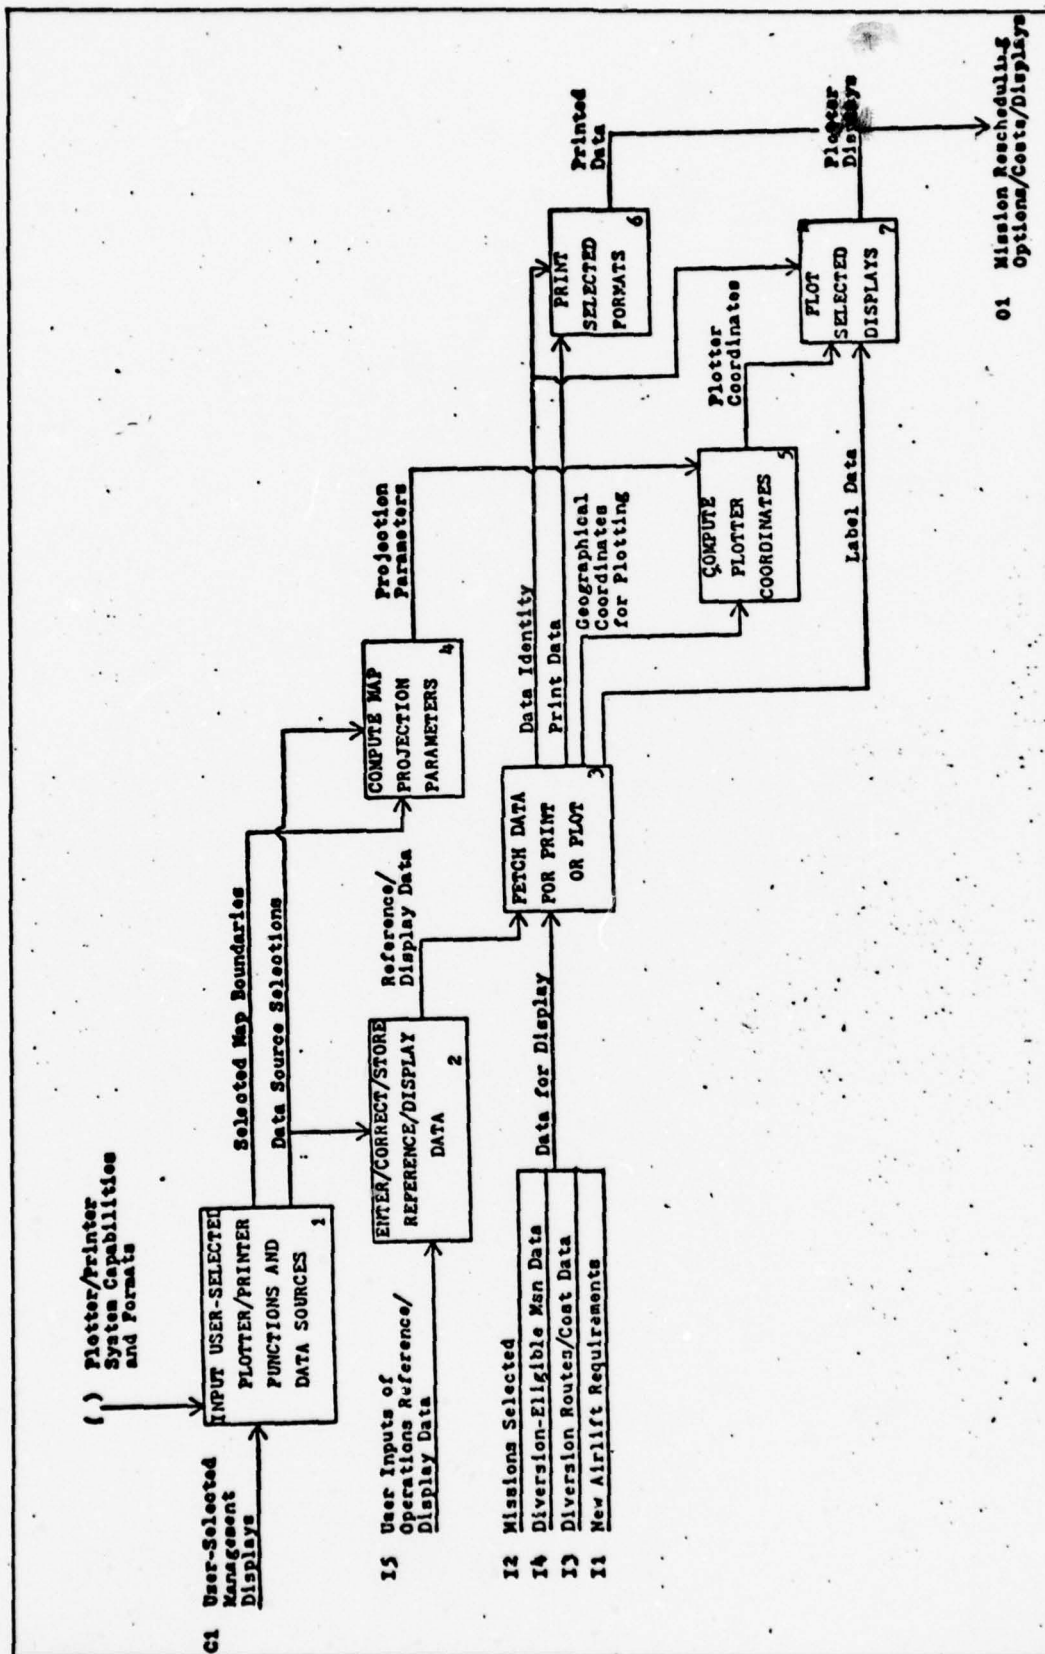 ( ) Plotter/Printer
System Capabilities
and Formats
C1 User-Selected
Management
Displays
INPUT USER-SELECTED
PLOTTER/PRINTER
FUNCTIONS AND
DATA SOURCES
1
Selected Map Boundaries
Data Source Selections
I5 User Inputs of
Operations Reference/
Display Data
ENTER/CORRECT/STORE
REFERENCE/DISPLAY
DATA
2
Reference/
Display Data
COMPUTE MAP
PROJECTION
PARAMETERS
4
Projection
Parameters
I2 Missions Selected
I4 Diversion-Eligible Msn Data
I3 Diversion Routes/Cost Data
I1 New Airlift Requirements
Data for Display
FETCH DATA
FOR PRINT
OR PLOT
3
Data Identity
Print Data
Geographical
Coordinates
for Plotting
Label Data
COMPUTE
PLOTTER
COORDINATES
5
Plotter
Coordinates
PRINT
SELECTED
FORMATS
6
Printed
Data
PLOT
SELECTED
DISPLAYS
7
Plotter
Displays
O1 Mission Rescheduling
Options/Costs/Displays